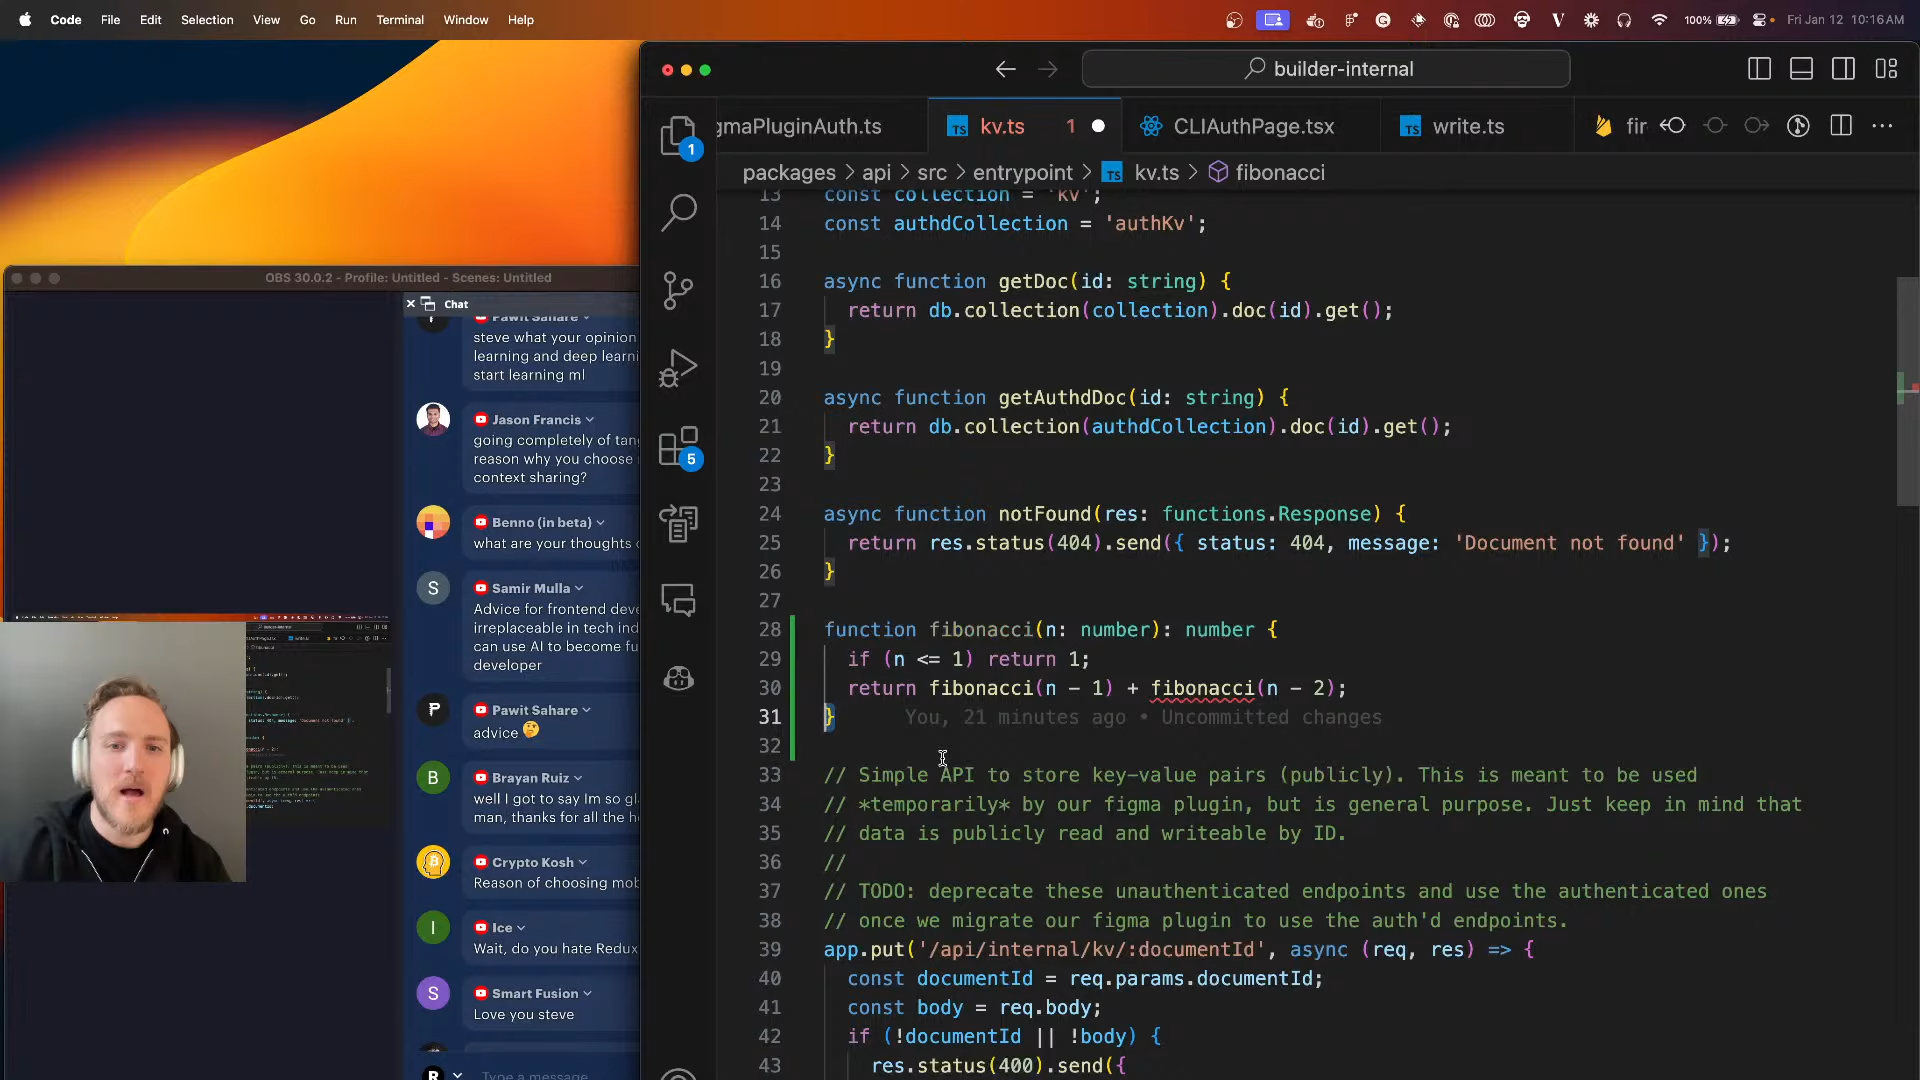 Code File Edit Selection View Go Run Terminal Window Help
100% Fri Jan 12 10:16 AM
builder-internal
gmaPluginAuth.ts
kv.ts 1
CLIAuthPage.tsx
write.ts
fir
packages > api > src > entrypoint > kv.ts > fibonacci
1
5
13 const collection = 'kv';
14 const authdCollection = 'authKv';
15
16 async function getDoc(id: string) {
17 return db.collection(collection).doc(id).get();
18 }
19
20 async function getAuthdDoc(id: string) {
21 return db.collection(authdCollection).doc(id).get();
22 }
23
24 async function notFound(res: functions.Response) {
25 return res.status(404).send({ status: 404, message: 'Document not found' });
26 }
27
28 function fibonacci(n: number): number {
29 if (n <= 1) return 1;
30 return fibonacci(n - 1) + fibonacci(n - 2);
31 } You, 21 minutes ago • Uncommitted changes
32
33 // Simple API to store key-value pairs (publicly). This is meant to be used
34 // *temporarily* by our figma plugin, but is general purpose. Just keep in mind that
35 // data is publicly read and writeable by ID.
36 //
37 // TODO: deprecate these unauthenticated endpoints and use the authenticated ones
38 // once we migrate our figma plugin to use the auth'd endpoints.
39 app.put('/api/internal/kv/:documentId', async (req, res) => {
40 const documentId = req.params.documentId;
41 const body = req.body;
42 if (!documentId || !body) {
43 res.status(400).send({
OBS 30.0.2 - Profile: Untitled - Scenes: Untitled
Chat
Pawit Sahare
steve what your opinion
learning and deep learni
start learning ml
Jason Francis
going completely of tang
reason why you choose
context sharing?
Benno (in beta)
what are your thoughts
S
Samir Mulla
Advice for frontend deve
irreplaceable in tech ind
can use AI to become fu
developer
Pawit Sahare
advice 🤔
B
Brayan Ruiz
well I got to say Im so gl
man, thanks for all the h
Crypto Kosh
Reason of choosing mob
I
Ice
Wait, do you hate Redux
S
Smart Fusion
Love you steve
R
Type a message